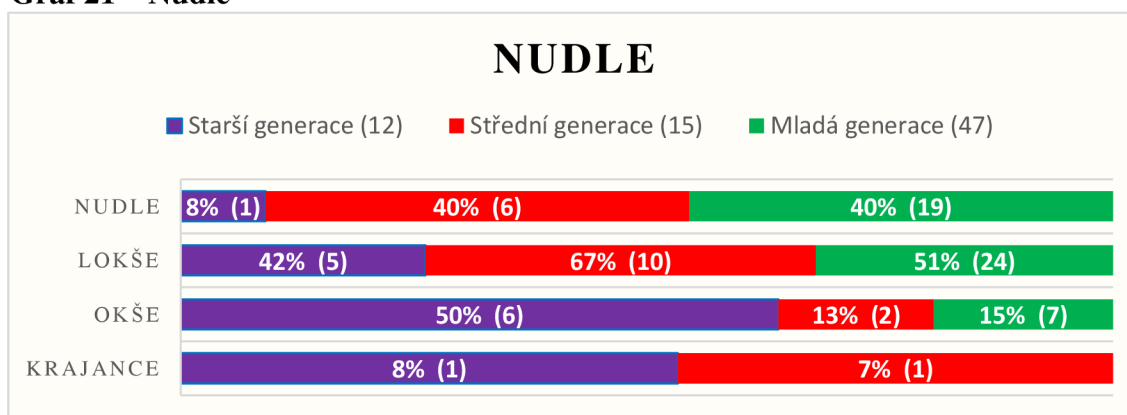 NUDLE
Starší generace (12) Střední generace (15) Mladá generace (47)
NUDLE 8% (1) 40% (6) 40% (19)
LOKŠE 42% (5) 67% (10) 51% (24)
OKŠE 50% (6) 13% (2) 15% (7)
KRAJANCE 8% (1) 7% (1)